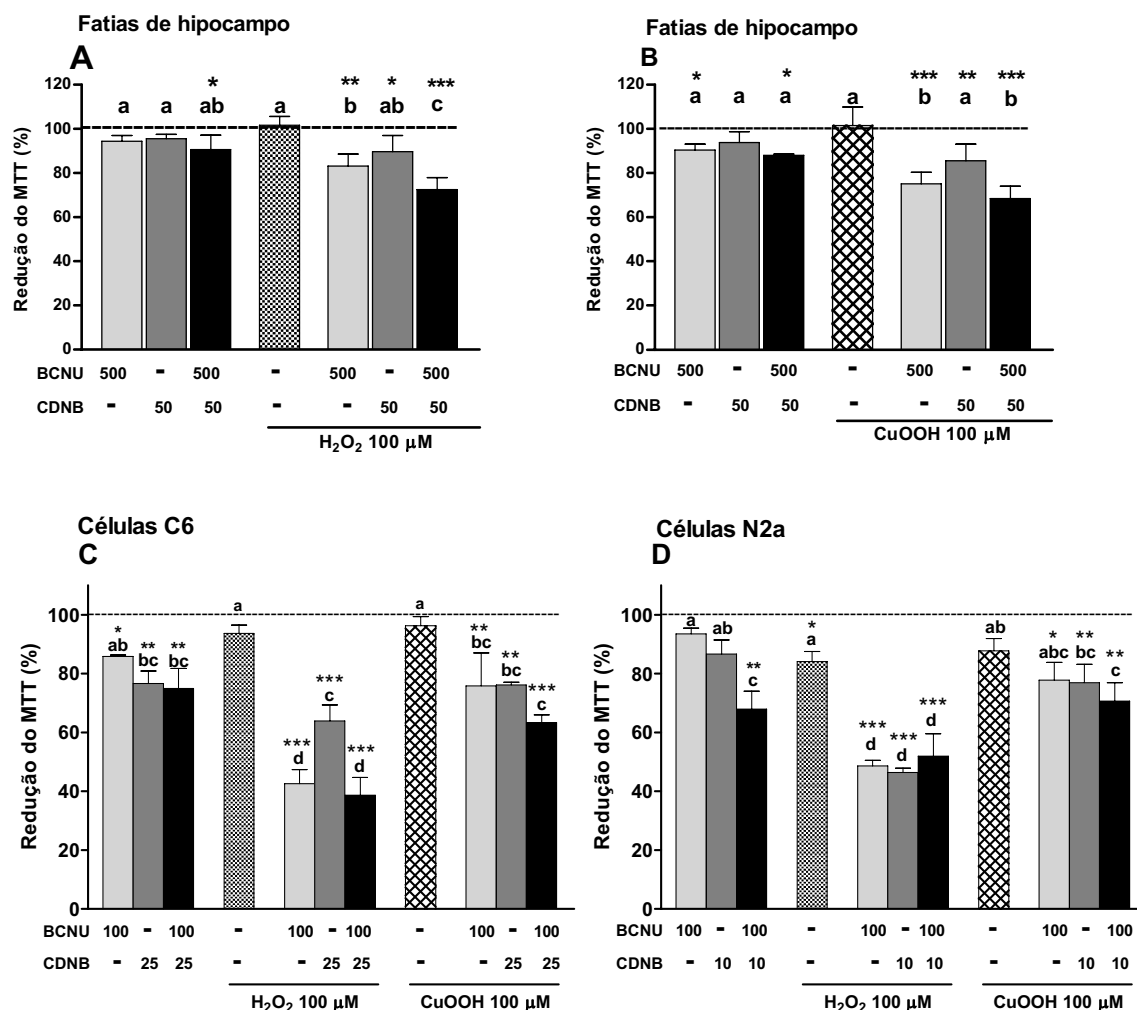 Fatias de hipocampo
A
Redução do MTT (%)
120
100
80
60
40
20
0
* ** * ***
a a ab a b ab c
BCNU 500 - 500 - 500 - 500
CDNB - 50 50 - - 50 50
H₂O₂ 100 µM
Fatias de hipocampo
B
Redução do MTT (%)
120
100
80
60
40
20
0
* * *** ** ***
a a a a b a b
BCNU 500 - 500 - 500 - 500
CDNB - 50 50 - - 50 50
CuOOH 100 µM
Células C6
C
Redução do MTT (%)
100
80
60
40
20
0
* ** ** *** *** *** ** ** ***
ab bc bc a d c d a bc bc c
BCNU 100 - 100 - 100 - 100 - 100 - 100
CDNB - 25 25 - - 25 25 - - 25 25
H₂O₂ 100 µM CuOOH 100 µM
Células N2a
D
Redução do MTT (%)
100
80
60
40
20
0
** * *** *** *** * ** **
a ab c a d d d ab abc bc c
BCNU 100 - 100 - 100 - 100 - 100 - 100
CDNB - 10 10 - - 10 10 - - 10 10
H₂O₂ 100 µM CuOOH 100 µM